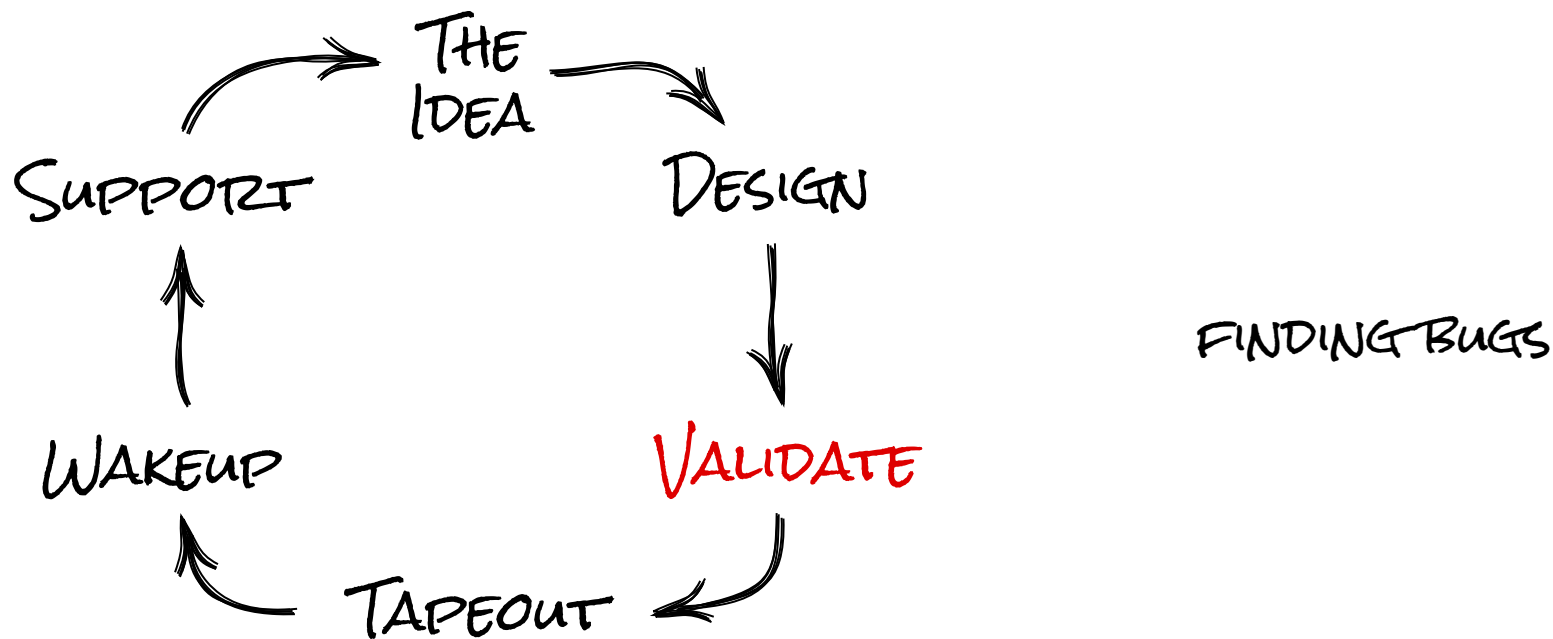 The
Idea
Support
Design
finding bugs
Wakeup
Validate
Tapeout